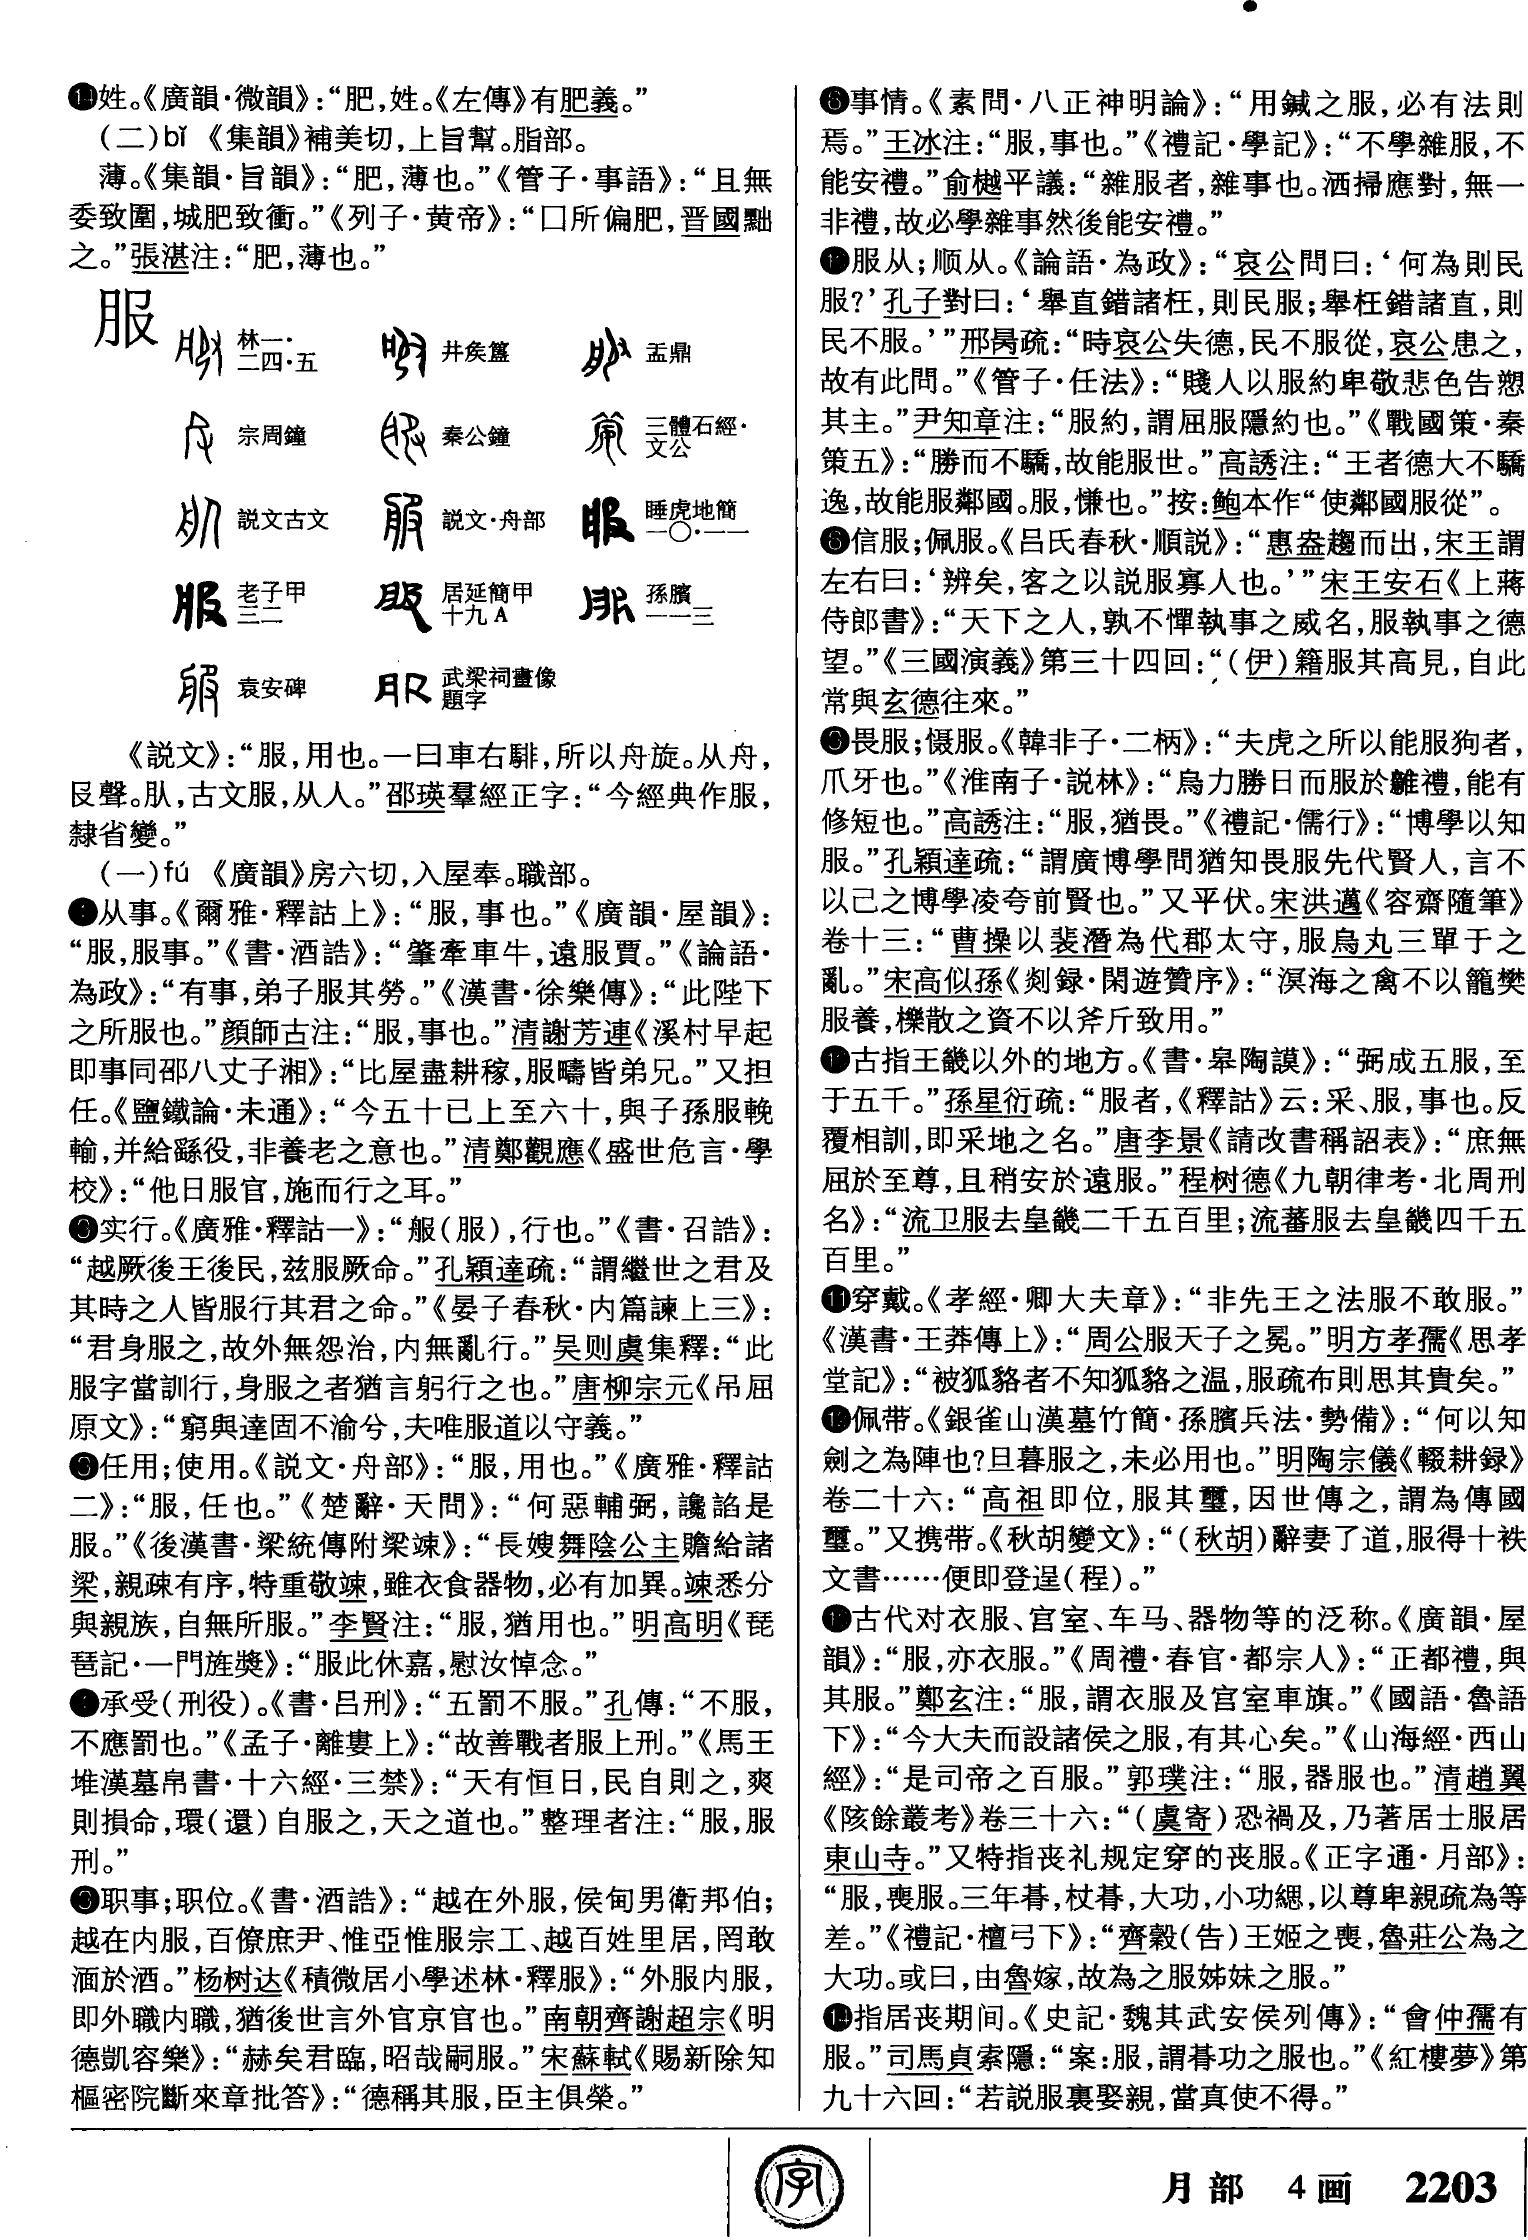 ⓮姓。《廣韻·微韻》：“肥，姓。《左傳》有肥義。”
（二）bǐ 《集韻》補美切，上旨幫。脂部。
薄。《集韻·旨韻》：“肥，薄也。”《管子·事語》：“且無
委致圍，城肥致衝。”《列子·黄帝》：“口所偏肥，晋國黜
之。”張湛注：“肥，薄也。”
服
林一·二四·五 井矦簋 盂鼎
宗周鐘 秦公鐘 三體石經·文公
説文古文 説文·舟部 睡虎地簡一〇·一一
老子甲三二 居延簡甲十九A 孫臏一一三
袁安碑 武梁祠畫像題字
《説文》：“服，用也。一曰車右騑，所以舟旋。从舟，
𠬝聲。𦨕，古文服，从人。”邵瑛羣經正字：“今經典作服，
隸省變。”
（一）fú 《廣韻》房六切，入屋奉。職部。
❶从事。《爾雅·釋詁上》：“服，事也。”《廣韻·屋韻》：
“服，服事。”《書·酒誥》：“肇牽車牛，遠服賈。”《論語·
為政》：“有事，弟子服其勞。”《漢書·徐樂傳》：“此陛下
之所服也。”顔師古注：“服，事也。”清謝芳連《溪村早起
即事同邵八丈子湘》：“比屋盡耕稼，服疇皆弟兄。”又担
任。《鹽鐵論·未通》：“今五十已上至六十，與子孫服輓
輸，并給繇役，非養老之意也。”清鄭觀應《盛世危言·學
校》：“他日服官，施而行之耳。”
❷实行。《廣雅·釋詁一》：“般（服），行也。”《書·召誥》：
“越厥後王後民，兹服厥命。”孔穎達疏：“謂繼世之君及
其時之人皆服行其君之命。”《晏子春秋·内篇諫上三》：
“君身服之，故外無怨治，内無亂行。”吴则虞集釋：“此
服字當訓行，身服之者猶言躬行之也。”唐柳宗元《吊屈
原文》：“窮與達固不渝兮，夫唯服道以守義。”
❸任用；使用。《説文·舟部》：“服，用也。”《廣雅·釋詁
二》：“服，任也。”《楚辭·天問》：“何惡輔弼，讒諂是
服。”《後漢書·梁統傳附梁竦》：“長嫂舞陰公主贍給諸
梁，親疎有序，特重敬竦，雖衣食器物，必有加異。竦悉分
與親族，自無所服。”李賢注：“服，猶用也。”明高明《琵
琶記·一門旌獎》：“服此休嘉，慰汝悼念。”
❹承受（刑役）。《書·吕刑》：“五罰不服。”孔傳：“不服，
不應罰也。”《孟子·離婁上》：“故善戰者服上刑。”《馬王
堆漢墓帛書·十六經·三禁》：“天有恒日，民自則之，爽
則損命，環（還）自服之，天之道也。”整理者注：“服，服
刑。”
❺职事；职位。《書·酒誥》：“越在外服，侯甸男衛邦伯；
越在内服，百僚庶尹、惟亞惟服宗工、越百姓里居，罔敢
湎於酒。”杨树达《積微居小學述林·釋服》：“外服内服，
即外職内職，猶後世言外官京官也。”南朝齊謝超宗《明
德凱容樂》：“赫矣君臨，昭哉嗣服。”宋蘇軾《賜新除知
樞密院斷來章批答》：“德稱其服，臣主俱榮。”
❻事情。《素問·八正神明論》：“用鍼之服，必有法則
焉。”王冰注：“服，事也。”《禮記·學記》：“不學雜服，不
能安禮。”俞樾平議：“雜服者，雜事也。洒掃應對，無一
非禮，故必學雜事然後能安禮。”
❼服从；顺从。《論語·為政》：“哀公問曰：‘何為則民
服？’孔子對曰：‘舉直錯諸枉，則民服；舉枉錯諸直，則
民不服。’”邢昺疏：“時哀公失德，民不服從，哀公患之，
故有此問。”《管子·任法》：“賤人以服約卑敬悲色告愬
其主。”尹知章注：“服約，謂屈服隱約也。”《戰國策·秦
策五》：“勝而不驕，故能服世。”高誘注：“王者德大不驕
逸，故能服鄰國。服，慊也。”按：鲍本作“使鄰國服從”。
❽信服；佩服。《吕氏春秋·順説》：“惠盎趨而出，宋王謂
左右曰：‘辨矣，客之以説服寡人也。’”宋王安石《上蔣
侍郎書》：“天下之人，孰不憚執事之威名，服執事之德
望。”《三國演義》第三十四回：“（伊）籍服其高見，自此
常與玄德往來。”
❾畏服；慑服。《韓非子·二柄》：“夫虎之所以能服狗者，
爪牙也。”《淮南子·説林》：“烏力勝日而服於鵻禮，能有
修短也。”高誘注：“服，猶畏。”《禮記·儒行》：“博學以知
服。”孔穎達疏：“謂廣博學問猶知畏服先代賢人，言不
以己之博學凌夸前賢也。”又平伏。宋洪邁《容齋隨筆》
卷十三：“曹操以裴潛為代郡太守，服烏丸三單于之
亂。”宋高似孫《剡録·閑遊贊序》：“溟海之禽不以籠樊
服養，櫟散之資不以斧斤致用。”
❿古指王畿以外的地方。《書·皋陶謨》：“弼成五服，至
于五千。”孫星衍疏：“服者，《釋詁》云：采、服，事也。反
覆相訓，即采地之名。”唐李景《請改書稱詔表》：“庶無
屈於至尊，且稍安於遠服。”程树德《九朝律考·北周刑
名》：“流卫服去皇畿二千五百里；流蕃服去皇畿四千五
百里。”
⓫穿戴。《孝經·卿大夫章》：“非先王之法服不敢服。”
《漢書·王莽傳上》：“周公服天子之冕。”明方孝孺《思孝
堂記》：“被狐貉者不知狐貉之温，服疏布則思其貴矣。”
⓬佩带。《銀雀山漢墓竹簡·孫臏兵法·勢備》：“何以知
劍之為陣也？旦暮服之，未必用也。”明陶宗儀《輟耕録》
卷二十六：“高祖即位，服其璽，因世傳之，謂為傳國
璽。”又携带。《秋胡變文》：“（秋胡）辭妻了道，服得十袟
文書……便即登逞（程）。”
⓭古代对衣服、宫室、车马、器物等的泛称。《廣韻·屋
韻》：“服，亦衣服。”《周禮·春官·都宗人》：“正都禮，與
其服。”鄭玄注：“服，謂衣服及宫室車旗。”《國語·魯語
下》：“今大夫而設諸侯之服，有其心矣。”《山海經·西山
經》：“是司帝之百服。”郭璞注：“服，器服也。”清趙翼
《陔餘叢考》卷三十六：“（虞寄）恐禍及，乃著居士服居
東山寺。”又特指丧礼规定穿的丧服。《正字通·月部》：
“服，喪服。三年朞，杖朞，大功，小功緦，以尊卑親疏為等
差。”《禮記·檀弓下》：“齊穀（告）王姬之喪，魯莊公為之
大功。或曰，由魯嫁，故為之服姊妹之服。”
⓮指居丧期间。《史記·魏其武安侯列傳》：“會仲孺有
服。”司馬貞索隱：“案：服，謂朞功之服也。”《紅樓夢》第
九十六回：“若説服裏娶親，當真使不得。”
字
月部 4画 2203